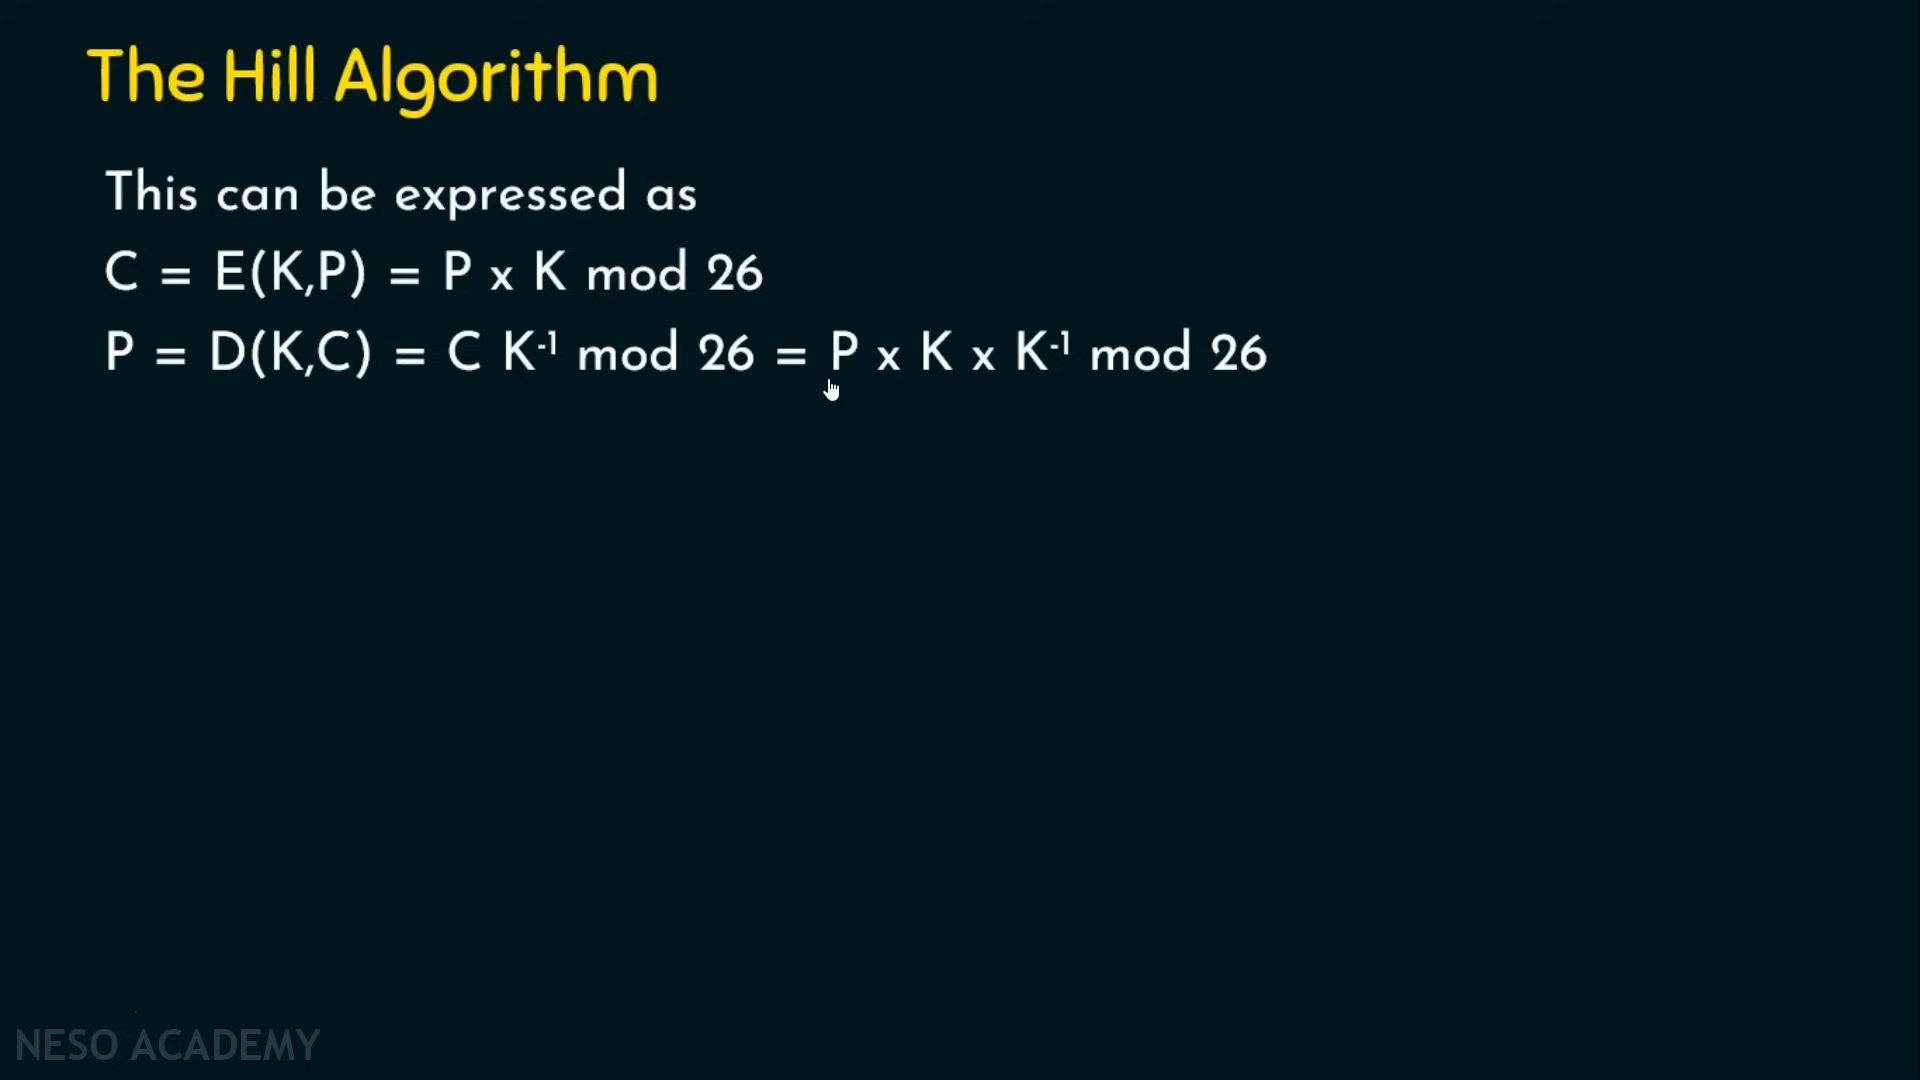 The Hill Algorithm
This can be expressed as
C = E(K,P) = P x K mod 26
P = D(K,C) = C K⁻¹ mod 26 = P x K x K⁻¹ mod 26
NESO ACADEMY